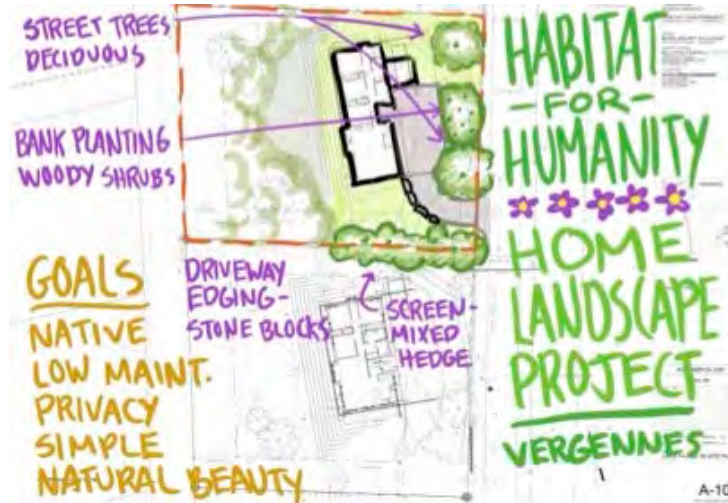 STREET TREES
DECIDUOUS
BANK PLANTING
WOODY SHRUBS
GOALS
NATIVE
LOW MAINT.
PRIVACY
SIMPLE
NATURAL BEAUTY
DRIVEWAY
EDGING-
STONE BLOCKS
SCREEN-
MIXED
HEDGE
HABITAT
-FOR-
HUMANITY
HOME
LANDSCAPE
PROJECT
VERGENNES
A-10